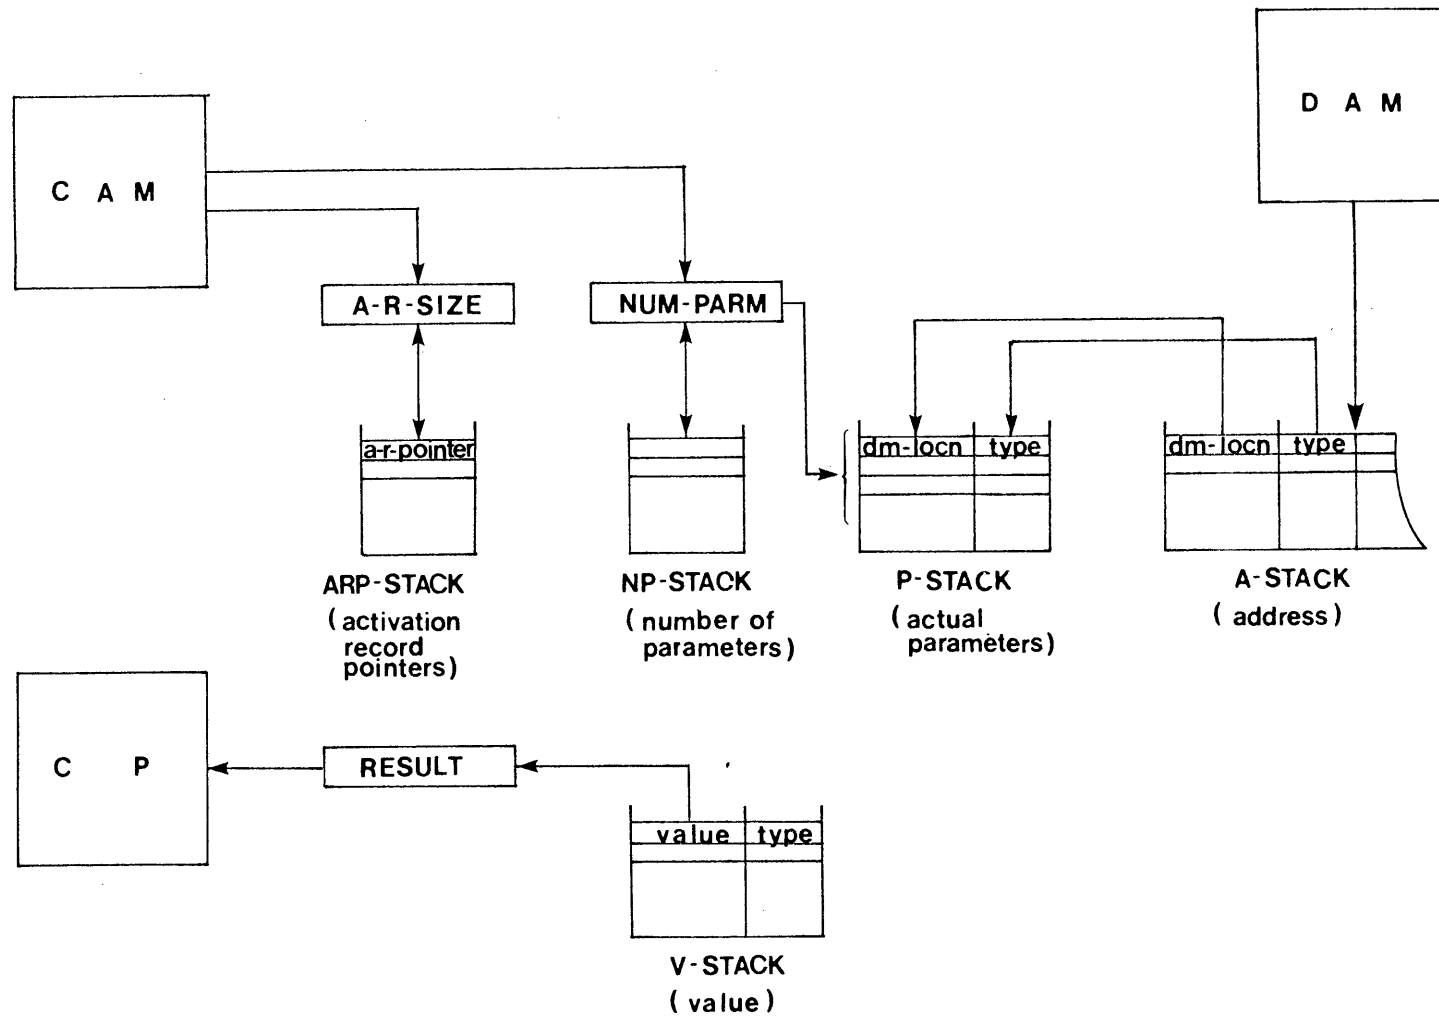 D A M
C A M
A-R-SIZE
NUM-PARM
a-r-pointer
dm-locn type
dm-locn type
ARP-STACK
(activation
record
pointers)
NP-STACK
(number of
parameters)
P-STACK
(actual
parameters)
A-STACK
(address)
C P
RESULT
value type
V-STACK
(value)